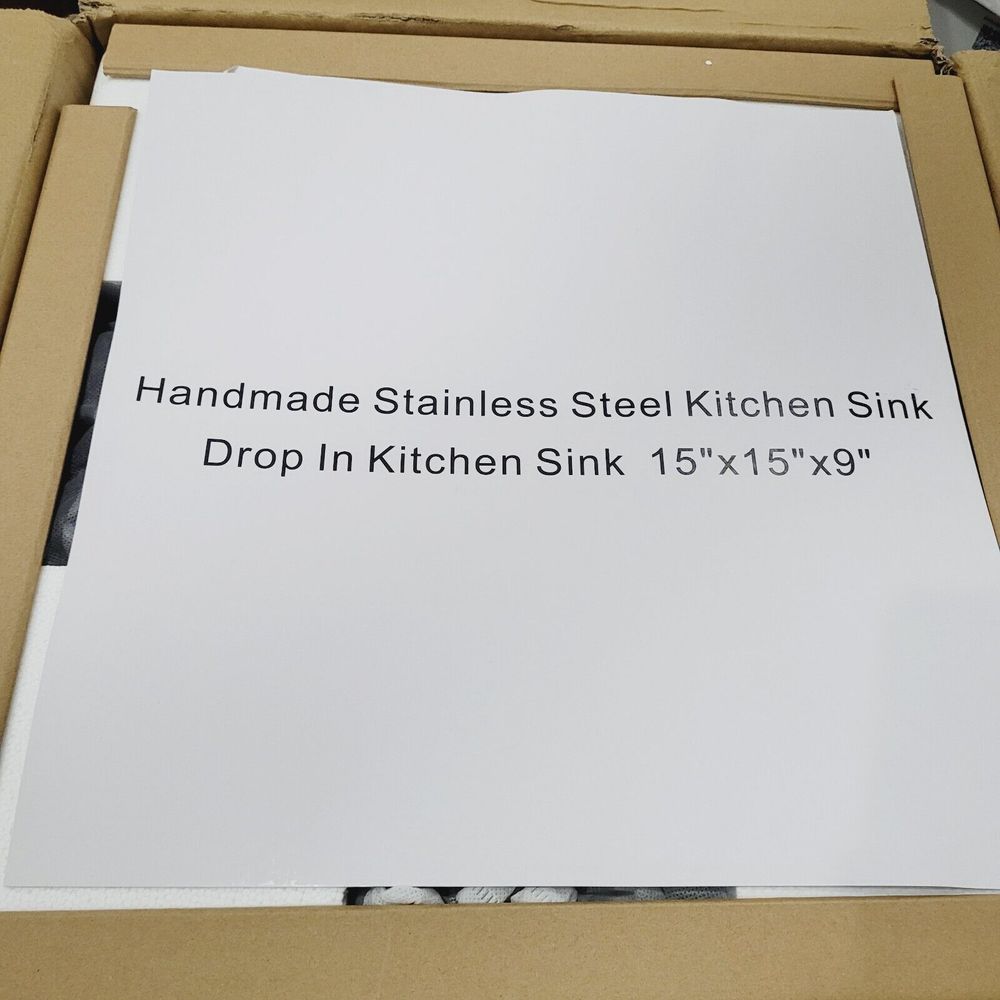 Handmade Stainless Steel Kitchen Sink
Drop In Kitchen Sink 15"x15"x9"